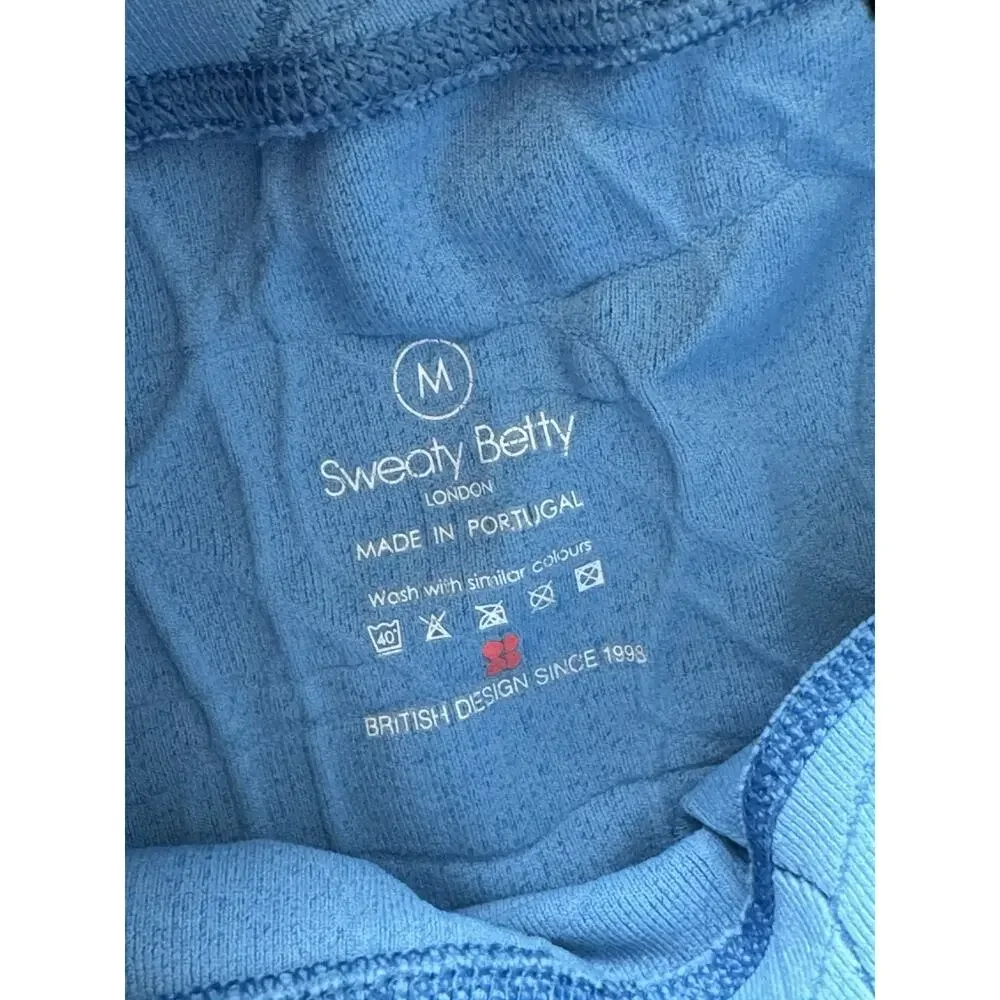 M
Sweaty Betty
LONDON
MADE IN PORTUGAL
Wash with similar colours
40°
BRITISH DESIGN SINCE 1998